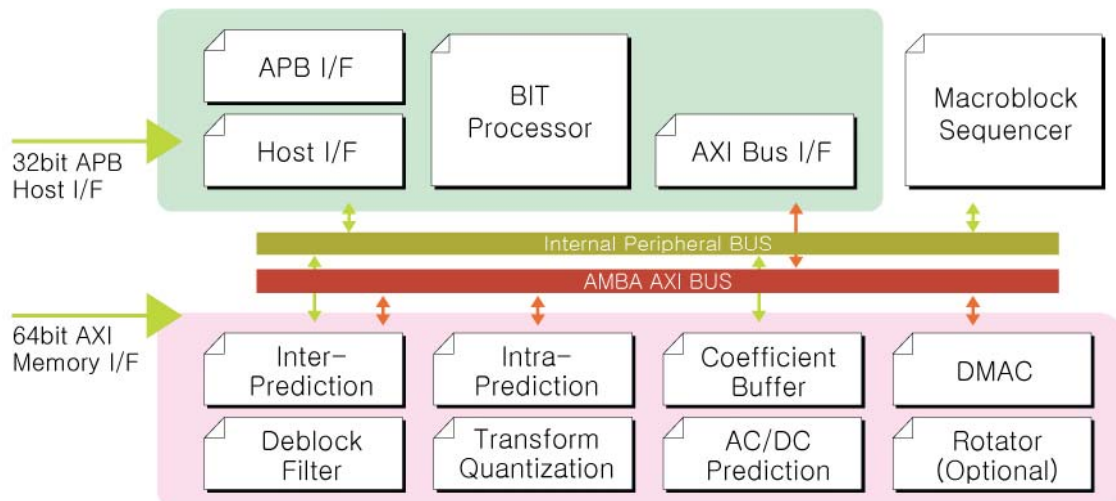 APB I/F
BIT
Processor
Macroblock
Sequencer
Host I/F
AXI Bus I/F
32bit APB
Host I/F
Internal Peripheral BUS
AMBA AXI BUS
64bit AXI
Memory I/F
Inter-
Prediction
Intra-
Prediction
Coefficient
Buffer
DMAC
Deblock
Filter
Transform
Quantization
AC/DC
Prediction
Rotator
(Optional)